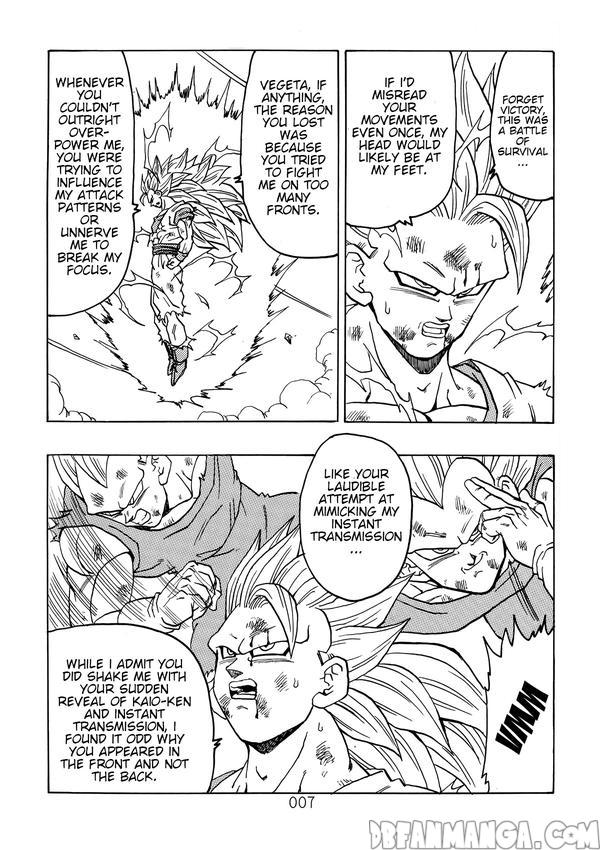 FORGET
VICTORY,
THIS WAS
A BATTLE
OF
SURVIVAL
...
IF I'D
MISREAD
YOUR
MOVEMENTS
EVEN ONCE, MY
HEAD WOULD
LIKELY BE AT
MY FEET.
VEGETA, IF
ANYTHING,
THE REASON
YOU LOST
WAS
BECAUSE
YOU TRIED
TO FIGHT
ME ON TOO
MANY
FRONTS.
WHENEVER
YOU
COULDN'T
OUTRIGHT
OVER-
POWER ME,
YOU WERE
TRYING TO
INFLUENCE
MY ATTACK
PATTERNS
OR
UNNERVE
ME TO
BREAK MY
FOCUS.
LIKE YOUR
LAUDIBLE
ATTEMPT AT
MIMICKING MY
INSTANT
TRANSMISSION
...
VMM
WHILE I ADMIT YOU
DID SHAKE ME WITH
YOUR SUDDEN
REVEAL OF KAIO-KEN
AND INSTANT
TRANSMISSION, I
FOUND IT ODD WHY
YOU APPEARED
IN THE FRONT AND NOT
THE BACK.
007
DBFANMANGA.COM